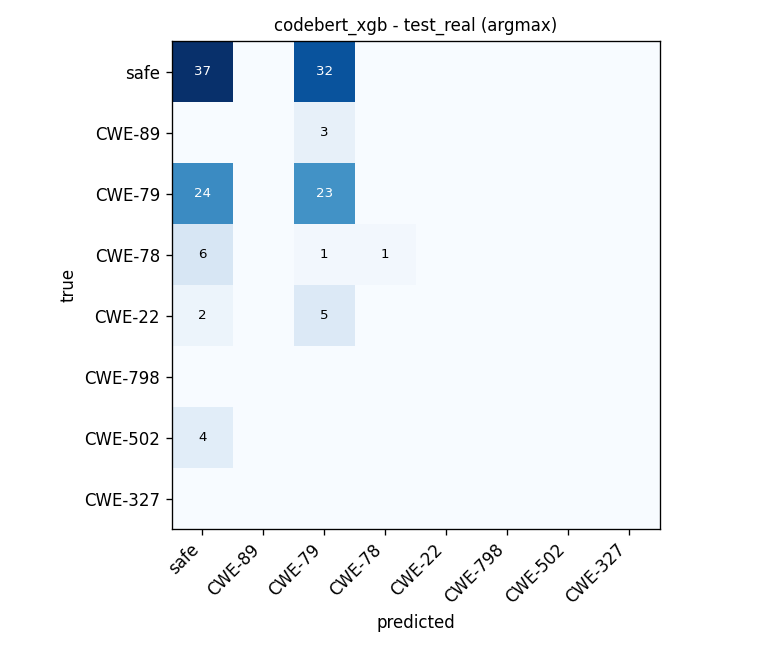 codebert_xgb - test_real (argmax)
true
safe 37 32
CWE-89 3
CWE-79 24 23
CWE-78 6 1 1
CWE-22 2 5
CWE-798
CWE-502 4
CWE-327
safe CWE-89 CWE-79 CWE-78 CWE-22 CWE-798 CWE-502 CWE-327
predicted